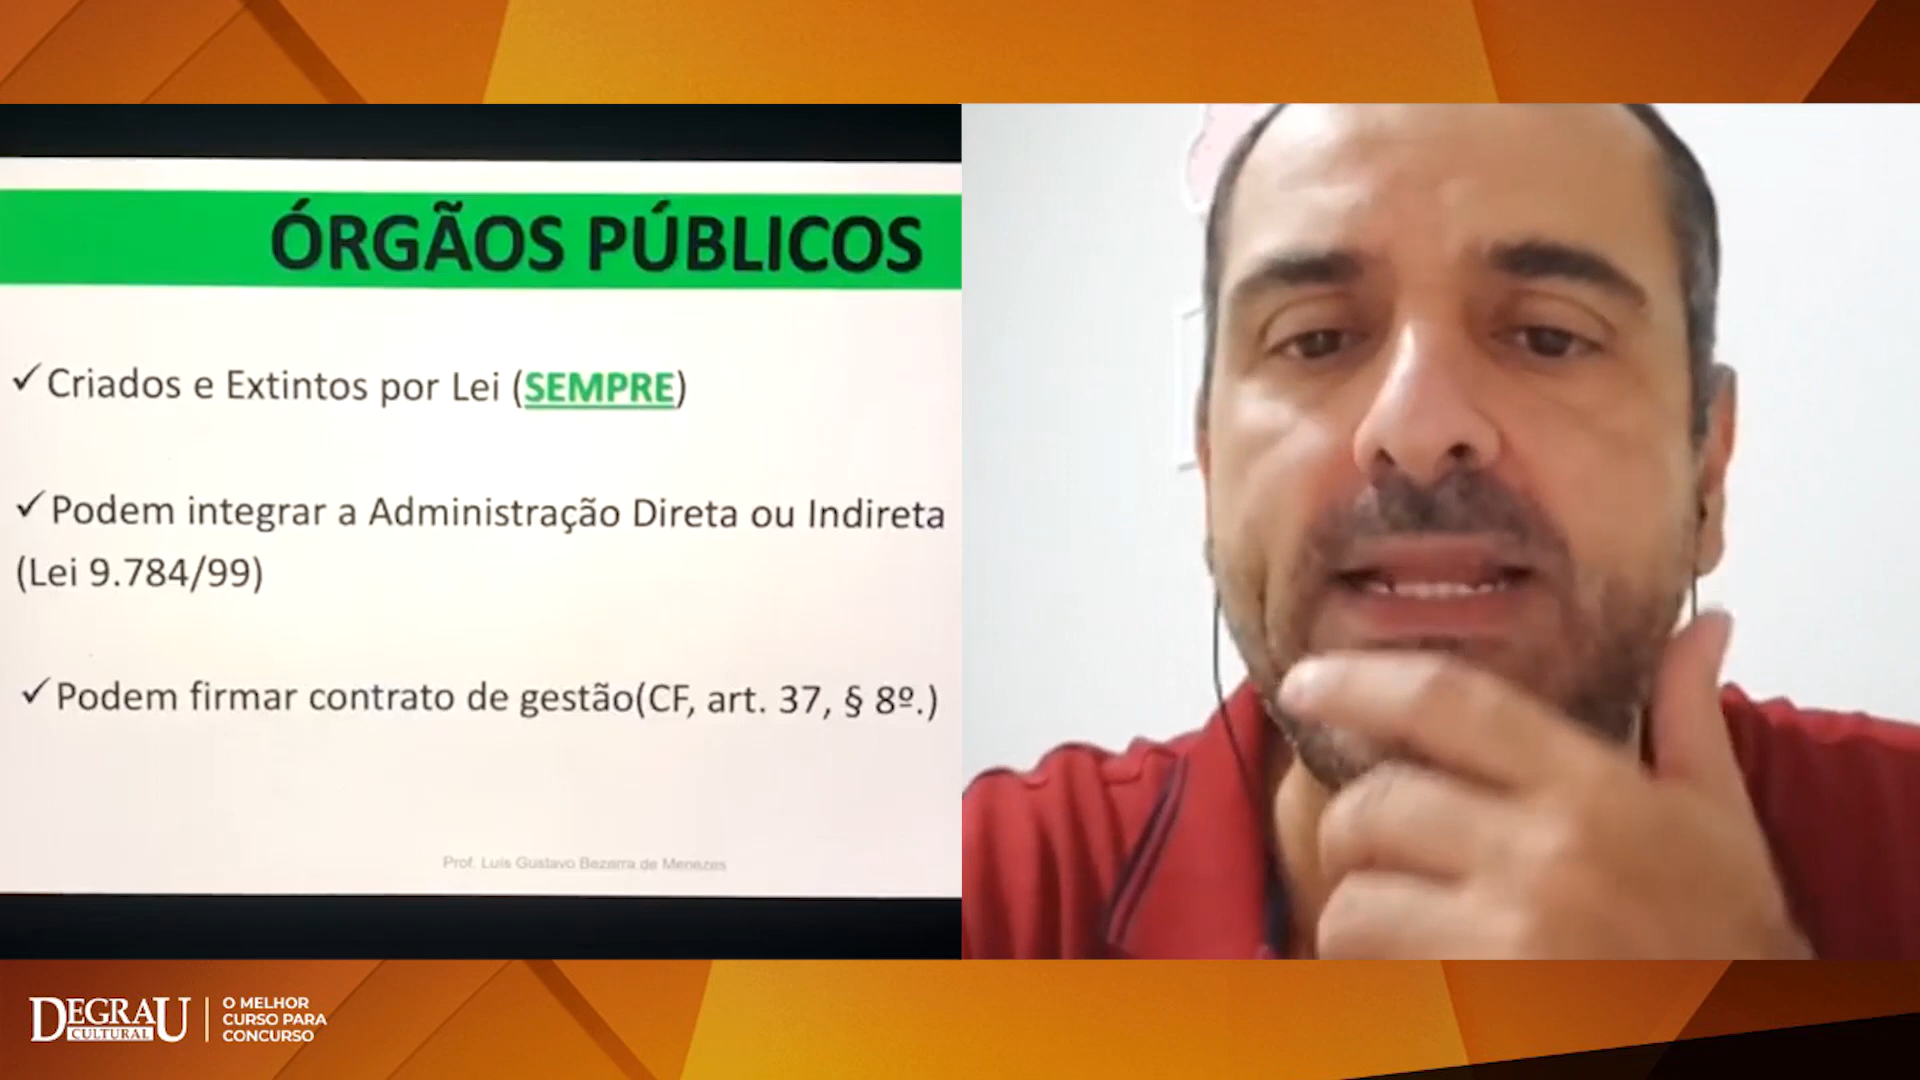 ÓRGÃOS PÚBLICOS
✓Criados e Extintos por Lei (SEMPRE)
✓Podem integrar a Administração Direta ou Indireta
(Lei 9.784/99)
✓Podem firmar contrato de gestão(CF, art. 37, § 8º.)
Prof. Luís Gustavo Bezerra de Menezes
DEGRAU
CULTURAL
O MELHOR
CURSO PARA
CONCURSO